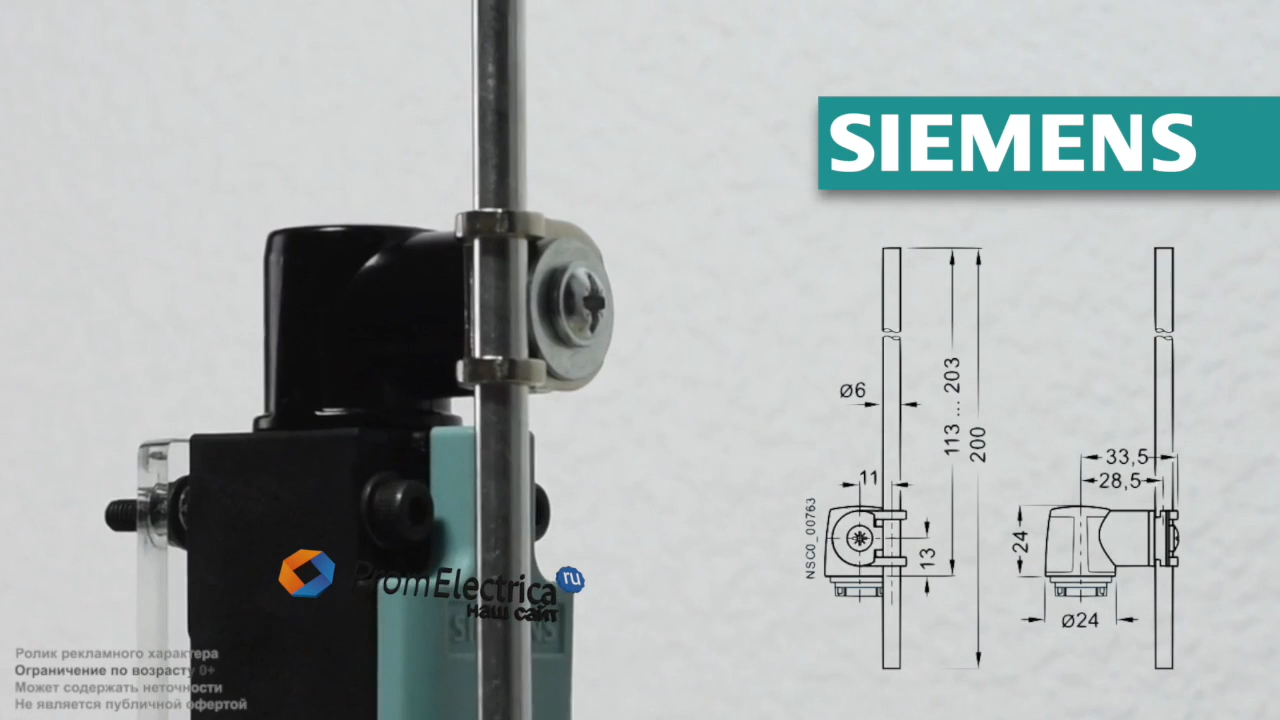 SIEMENS
Ø6
113 ... 203
200
11
13
NSC0_00763
33,5
28,5
24
Ø24
PromElectrica
ru
наш сайт
SIEMENS
Ролик рекламного характера
Ограничение по возрасту 0+
Может содержать неточности
Не является публичной офертой